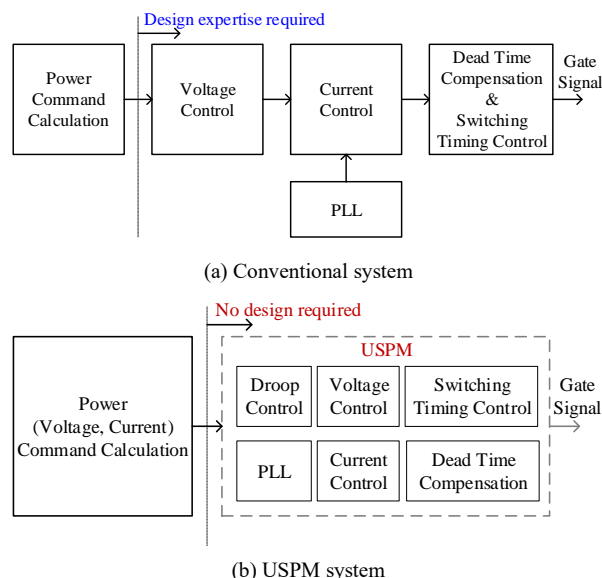 Design expertise required
Power
Command
Calculation
Voltage
Control
Current
Control
Dead Time
Compensation
&
Switching
Timing Control
Gate
Signal
PLL
(a) Conventional system
No design required
Power
(Voltage, Current)
Command Calculation
USPM
Droop
Control
Voltage
Control
Switching
Timing Control
Gate
Signal
PLL
Current
Control
Dead Time
Compensation
(b) USPM system